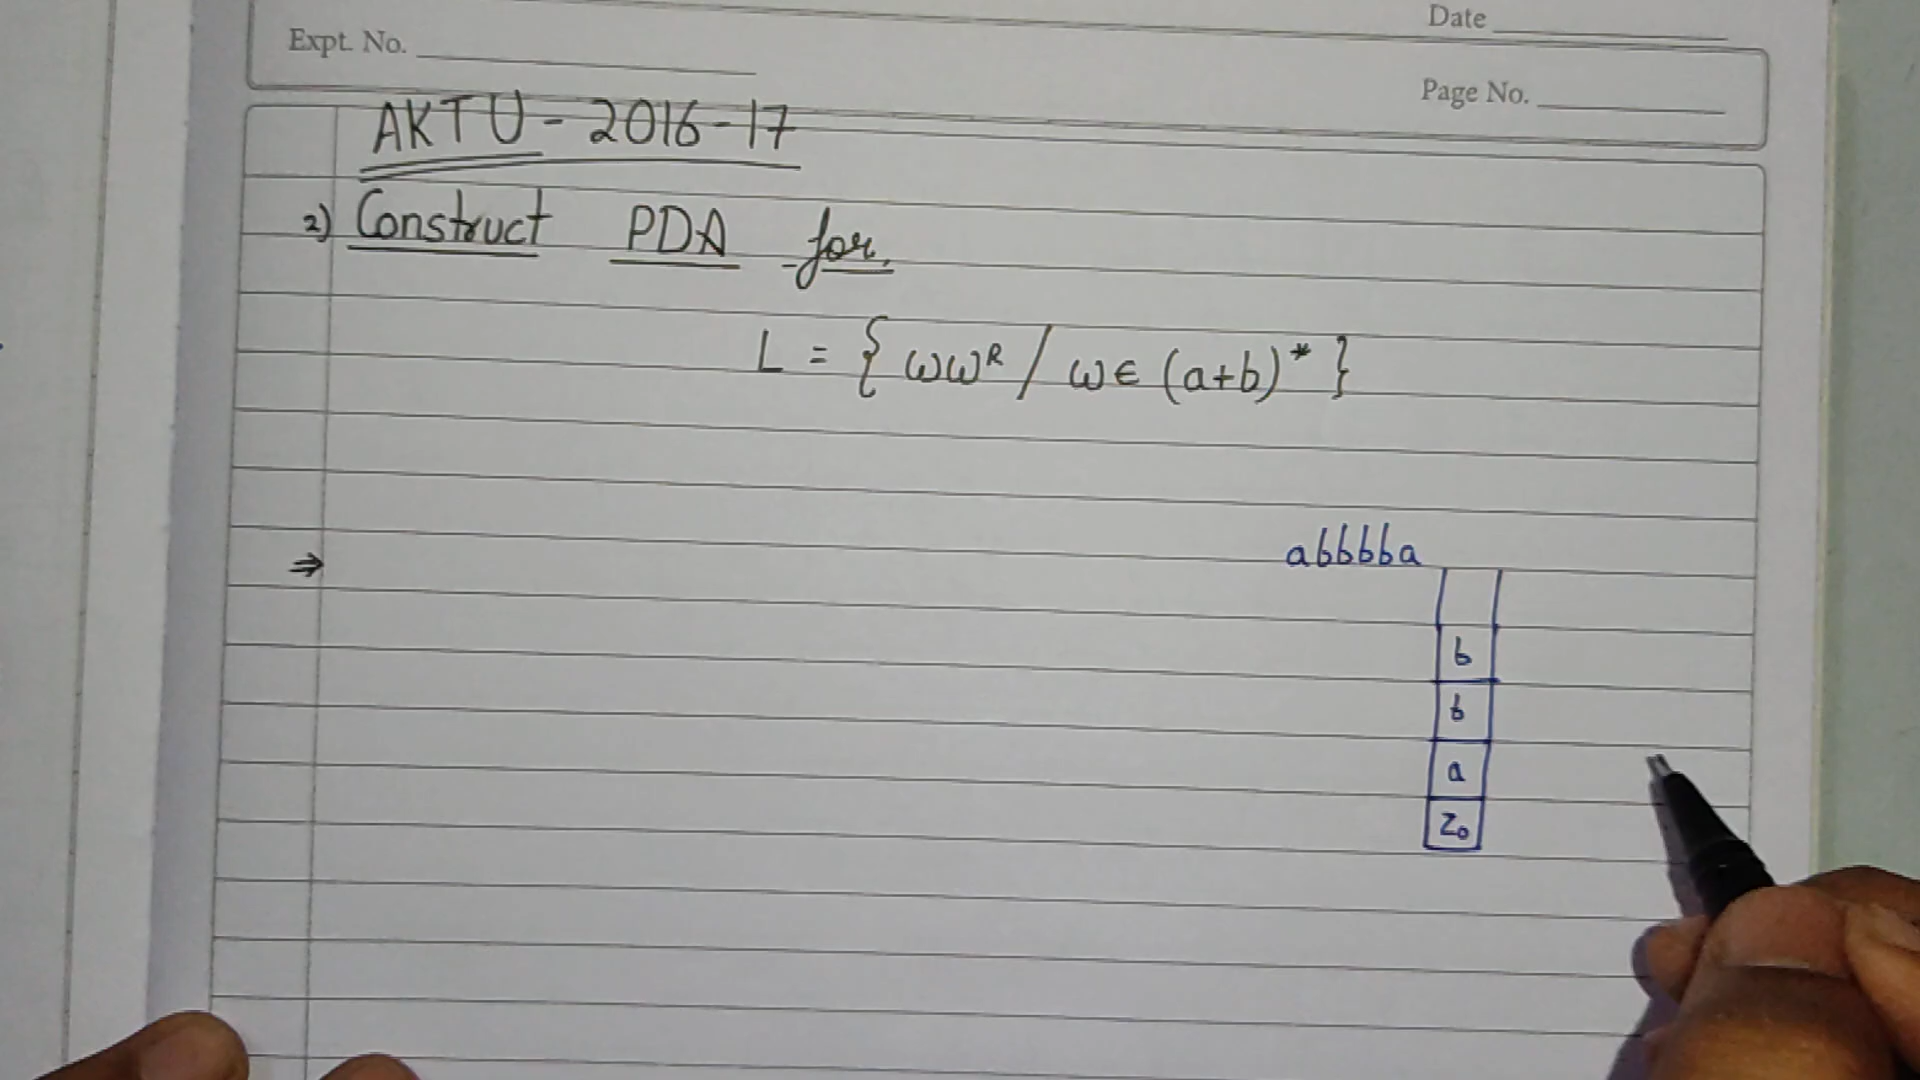 Date
Expt. No.
Page No.
AKTU - 2016-17
2) Construct PDA for
L = { ωω^R / ω ∈ (a+b)* }
⇒
abbbba
b
b
a
Z₀